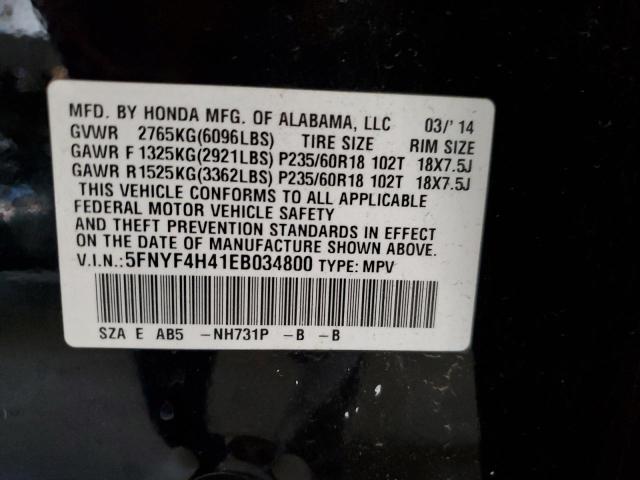 MFD. BY HONDA MFG. OF ALABAMA, LLC 03/'14
GVWR 2765KG(6096LBS) TIRE SIZE RIM SIZE
GAWR F 1325KG(2921LBS) P235/60R18 102T 18X7.5J
GAWR R 1525KG(3362LBS) P235/60R18 102T 18X7.5J
THIS VEHICLE CONFORMS TO ALL APPLICABLE
FEDERAL MOTOR VEHICLE SAFETY
AND THEFT PREVENTION STANDARDS IN EFFECT
ON THE DATE OF MANUFACTURE SHOWN ABOVE.
V.I.N.:5FNYF4H41EB034800 TYPE: MPV
SZA E AB5 -NH731P -B -B